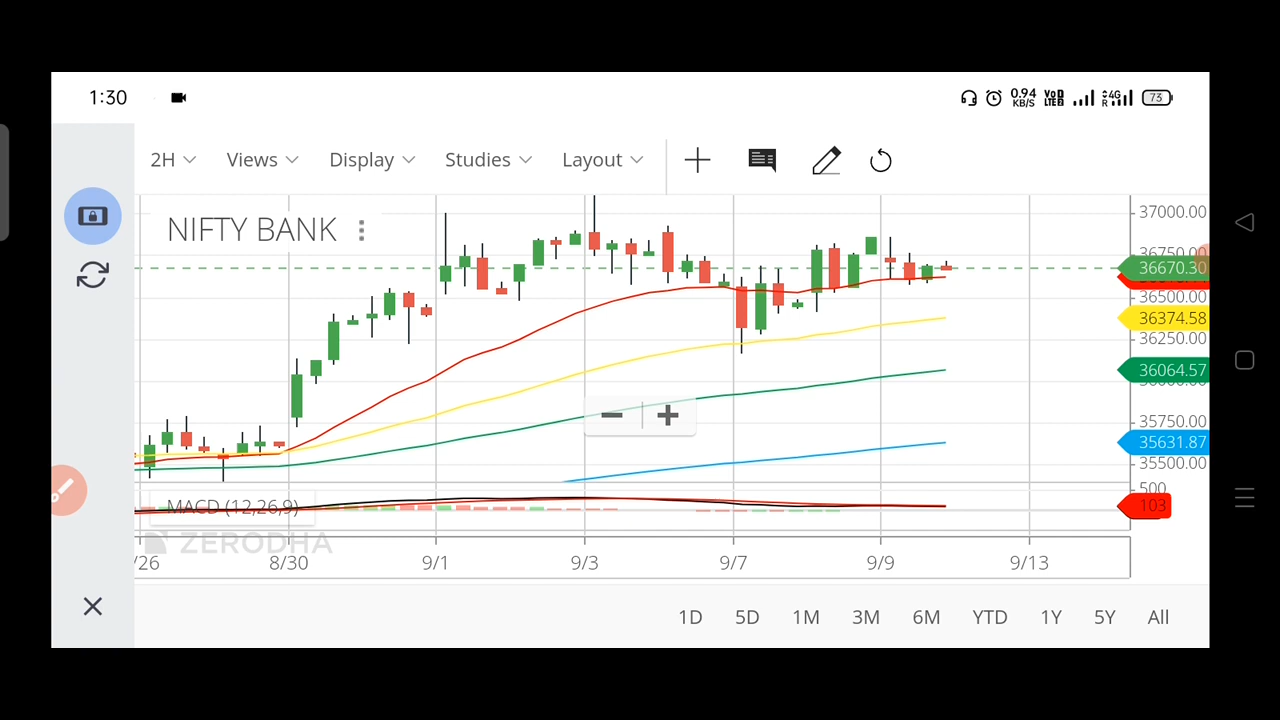 1:30
0.94 KB/S VoD LTE2 4G R 73
2H Views Display Studies Layout
NIFTY BANK
37000.00
36750.00
36670.30
36500.00
36374.58
36250.00
36064.57
35750.00
35631.87
35500.00
500
MACD (12,26,9)
103
ZERODHA
/26 8/30 9/1 9/3 9/7 9/9 9/13
1D 5D 1M 3M 6M YTD 1Y 5Y All